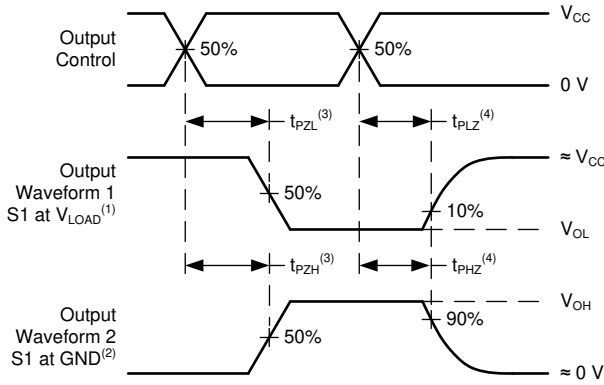 V_CC
Output
Control
50%
50%
0 V
t_PZL^(3)
t_PLZ^(4)
Output
Waveform 1
S1 at V_LOAD^(1)
≈ V_CC
50%
10%
V_OL
t_PZH^(3)
t_PHZ^(4)
Output
Waveform 2
S1 at GND^(2)
V_OH
50%
90%
≈ 0 V